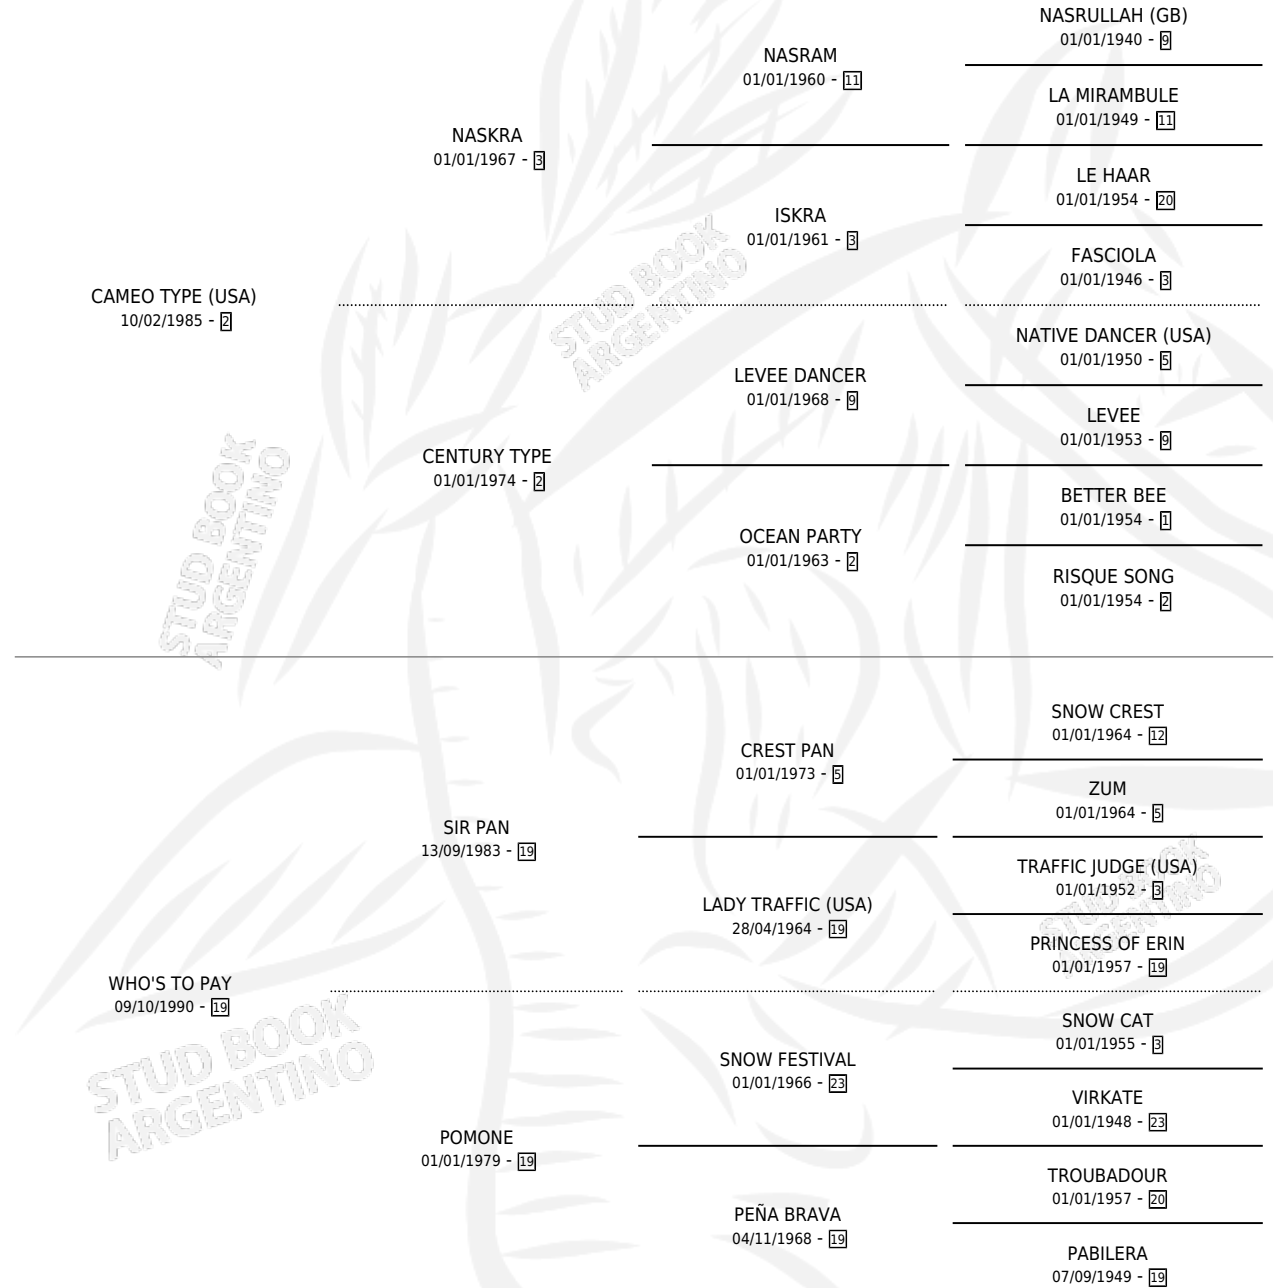 NASRULLAH (GB)
01/01/1940 - 9
NASRAM
01/01/1960 - 11
LA MIRAMBULE
01/01/1949 - 11
NASKRA
01/01/1967 - 3
LE HAAR
01/01/1954 - 20
ISKRA
01/01/1961 - 3
FASCIOLA
01/01/1946 - 3
CAMEO TYPE (USA)
10/02/1985 - 2
NATIVE DANCER (USA)
01/01/1950 - 5
LEVEE DANCER
01/01/1968 - 9
LEVEE
01/01/1953 - 9
CENTURY TYPE
01/01/1974 - 2
BETTER BEE
01/01/1954 - 1
OCEAN PARTY
01/01/1963 - 2
RISQUE SONG
01/01/1954 - 2
SNOW CREST
01/01/1964 - 12
CREST PAN
01/01/1973 - 5
ZUM
01/01/1964 - 5
SIR PAN
13/09/1983 - 19
TRAFFIC JUDGE (USA)
01/01/1952 - 3
LADY TRAFFIC (USA)
28/04/1964 - 19
PRINCESS OF ERIN
01/01/1957 - 19
WHO'S TO PAY
09/10/1990 - 19
SNOW CAT
01/01/1955 - 3
SNOW FESTIVAL
01/01/1966 - 23
VIRKATE
01/01/1948 - 23
POMONE
01/01/1979 - 19
TROUBADOUR
01/01/1957 - 20
PEÑA BRAVA
04/11/1968 - 19
PABILERA
07/09/1949 - 19
STUD BOOK
ARGENTINO
STUD BOOK
ARGENTINO
STUD BOOK
ARGENTINO
STUD BOOK
ARGENTINO